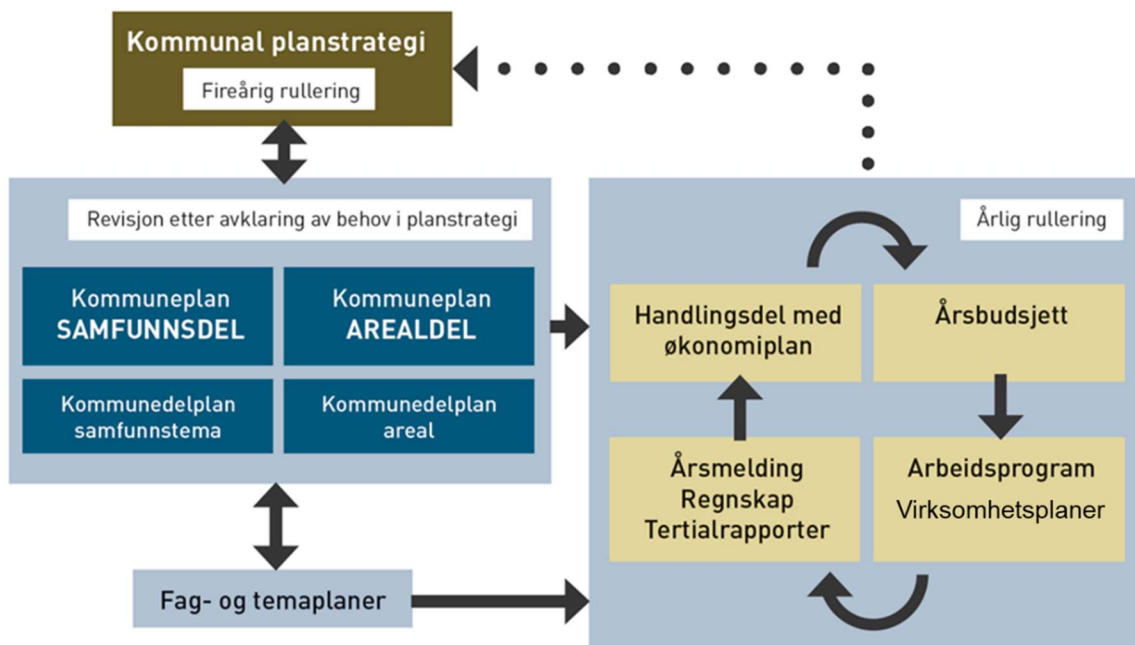 Kommunal planstrategi
Fireårig rullering
Revisjon etter avklaring av behov i planstrategi
Kommuneplan
SAMFUNNSDEL
Kommuneplan
AREALDEL
Kommunedelplan
samfunnstema
Kommunedelplan
areal
Fag- og temaplaner
Årlig rullering
Handlingsdel med
økonomiplan
Årsbudsjett
Årsmelding
Regnskap
Tertialrapporter
Arbeidsprogram
Virksomhetsplaner